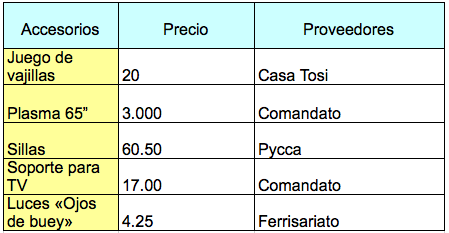 Accesorios Precio Proveedores
Juego de
vajillas 20 Casa Tosi
Plasma 65” 3.000 Comandato
Sillas 60.50 Pycca
Soporte para
TV 17.00 Comandato
Luces «Ojos
de buey» 4.25 Ferrisariato